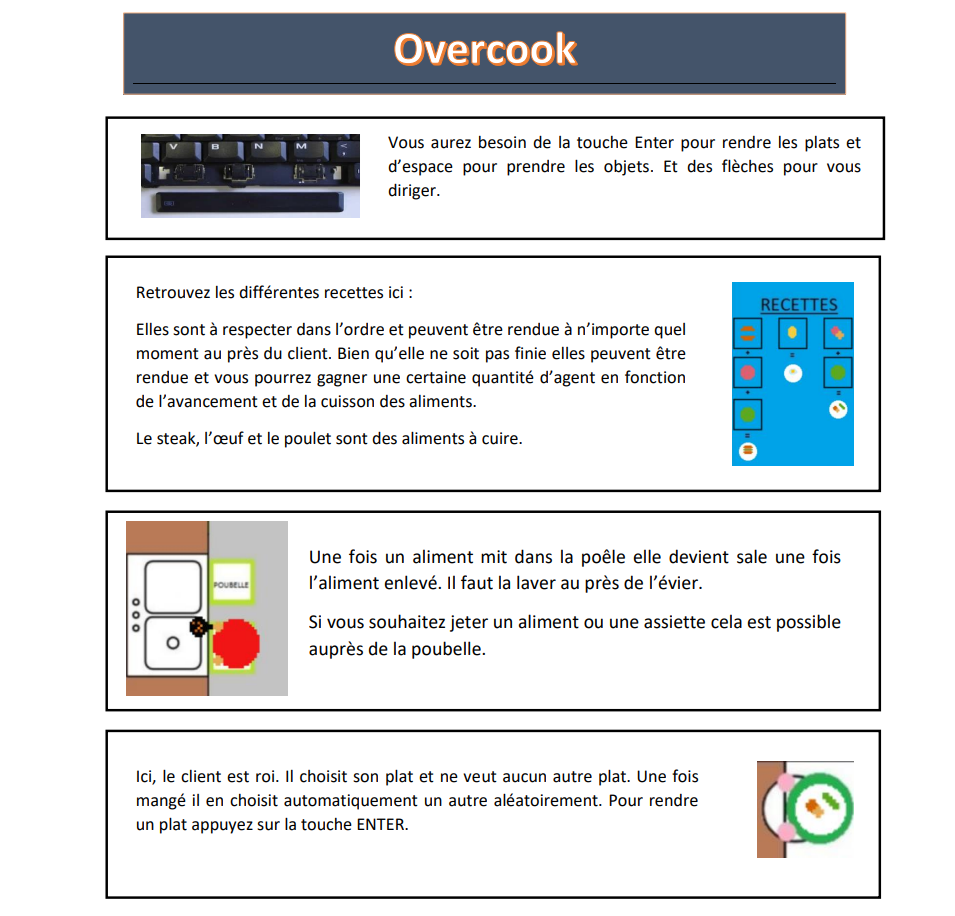 Overcook
V B N M <
Vous aurez besoin de la touche Enter pour rendre les plats et
d’espace pour prendre les objets. Et des flèches pour vous
diriger.
Retrouvez les différentes recettes ici :
Elles sont à respecter dans l’ordre et peuvent être rendue à n’importe quel
moment au près du client. Bien qu’elle ne soit pas finie elles peuvent être
rendue et vous pourrez gagner une certaine quantité d’agent en fonction
de l’avancement et de la cuisson des aliments.
Le steak, l’œuf et le poulet sont des aliments à cuire.
RECETTES
POUBELLE
Une fois un aliment mit dans la poêle elle devient sale une fois
l’aliment enlevé. Il faut la laver au près de l’évier.
Si vous souhaitez jeter un aliment ou une assiette cela est possible
auprès de la poubelle.
Ici, le client est roi. Il choisit son plat et ne veut aucun autre plat. Une fois
mangé il en choisit automatiquement un autre aléatoirement. Pour rendre
un plat appuyez sur la touche ENTER.